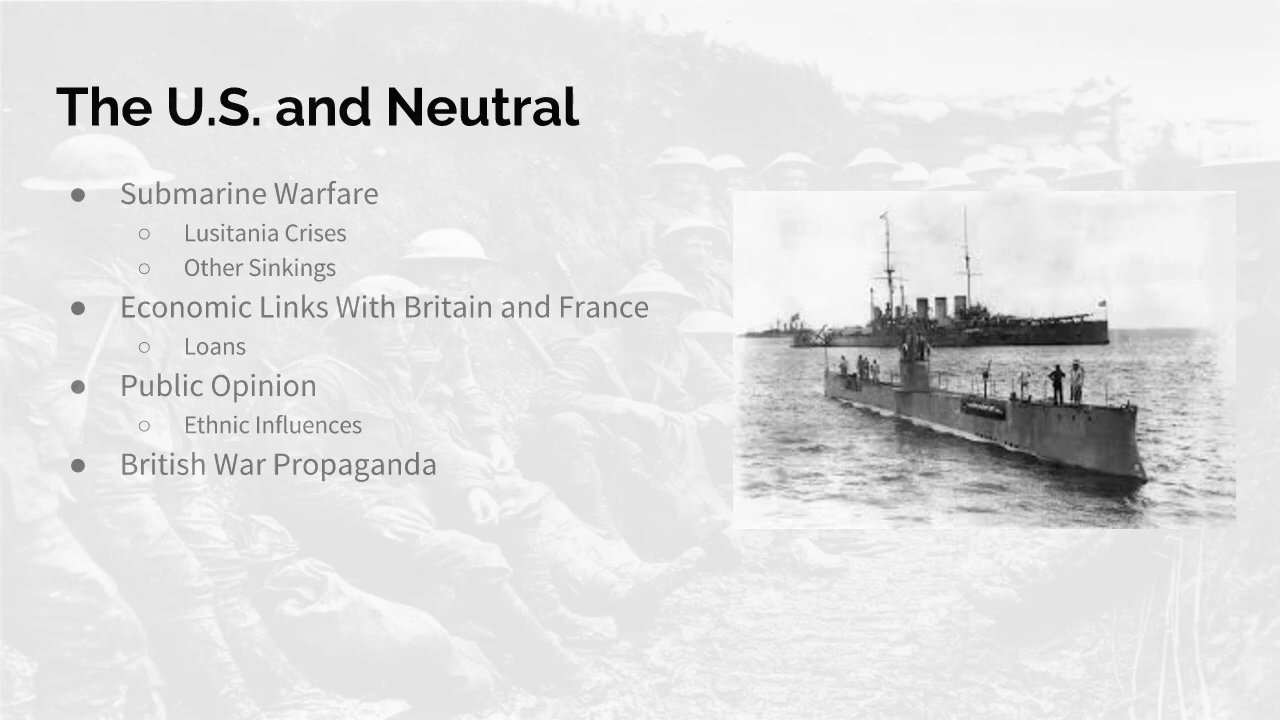 The U.S. and Neutral
● Submarine Warfare
○ Lusitania Crises
○ Other Sinkings
● Economic Links With Britain and France
○ Loans
● Public Opinion
○ Ethnic Influences
● British War Propaganda